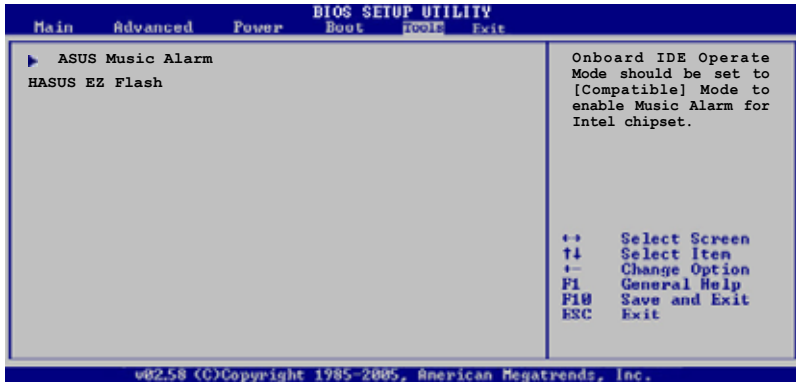 BIOS SETUP UTILITY
Main Advanced Power Boot Tools Exit
ASUS Music Alarm
HASUS EZ Flash
Onboard IDE Operate
Mode should be set to
[Compatible] Mode to
enable Music Alarm for
Intel chipset.
↔ Select Screen
↑↓ Select Item
+- Change Option
F1 General Help
F10 Save and Exit
ESC Exit
v02.58 (C)Copyright 1985-2005, American Megatrends, Inc.